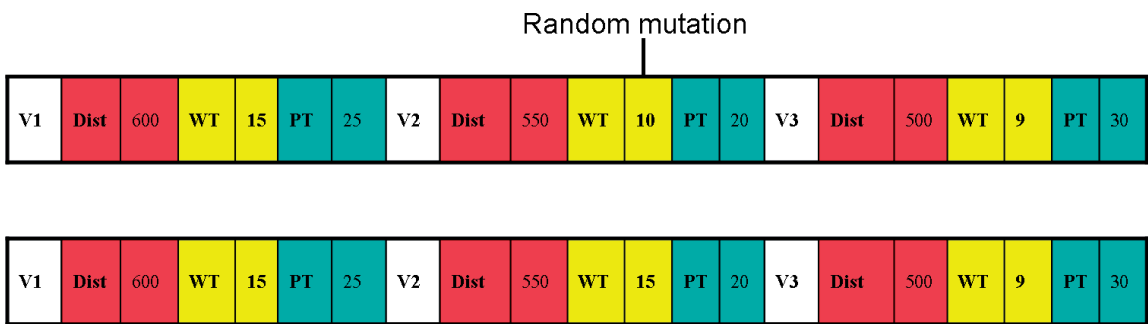 Random mutation
V1 Dist 600 WT 15 PT 25 V2 Dist 550 WT 10 PT 20 V3 Dist 500 WT 9 PT 30
V1 Dist 600 WT 15 PT 25 V2 Dist 550 WT 15 PT 20 V3 Dist 500 WT 9 PT 30